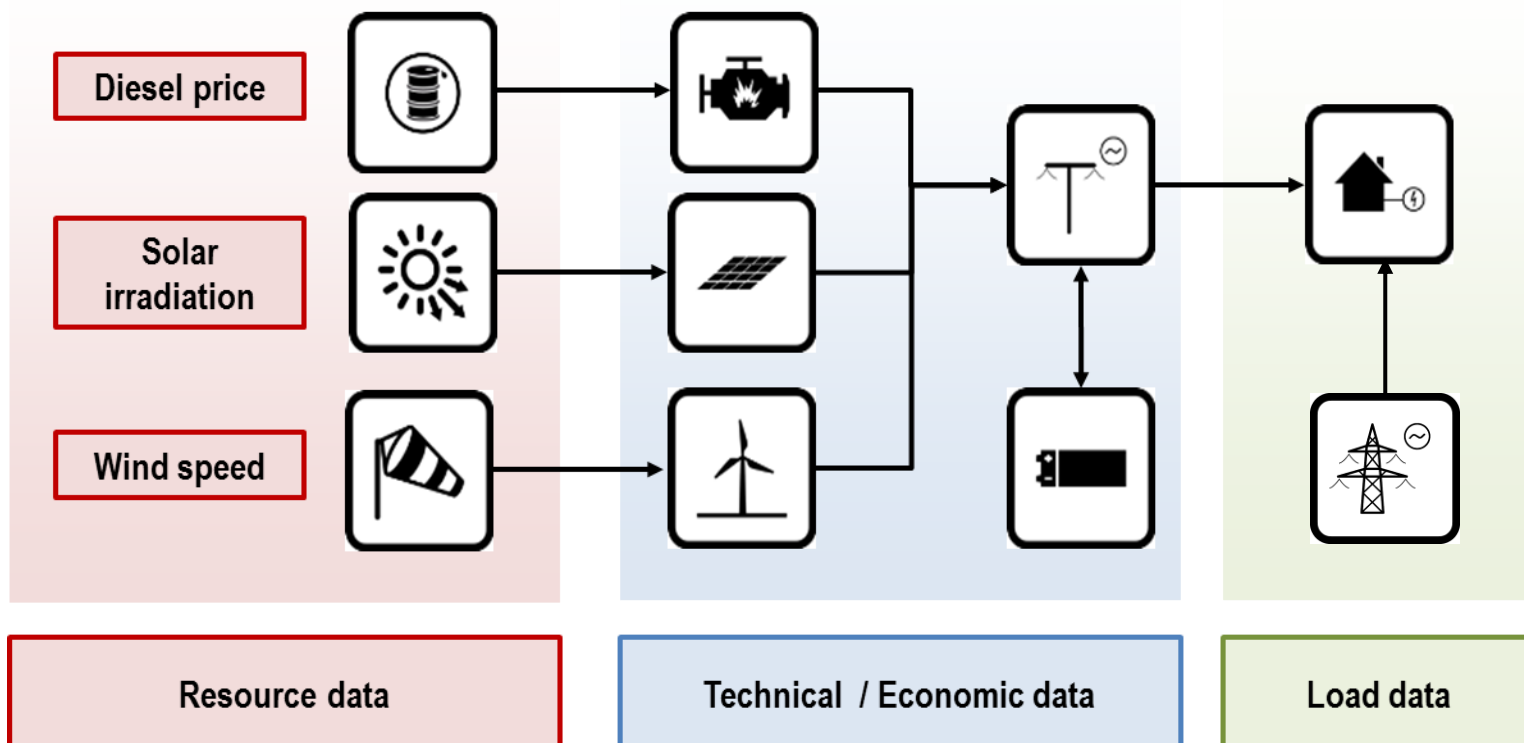 Diesel price
Solar
irradiation
Wind speed
Resource data
Technical / Economic data
Load data